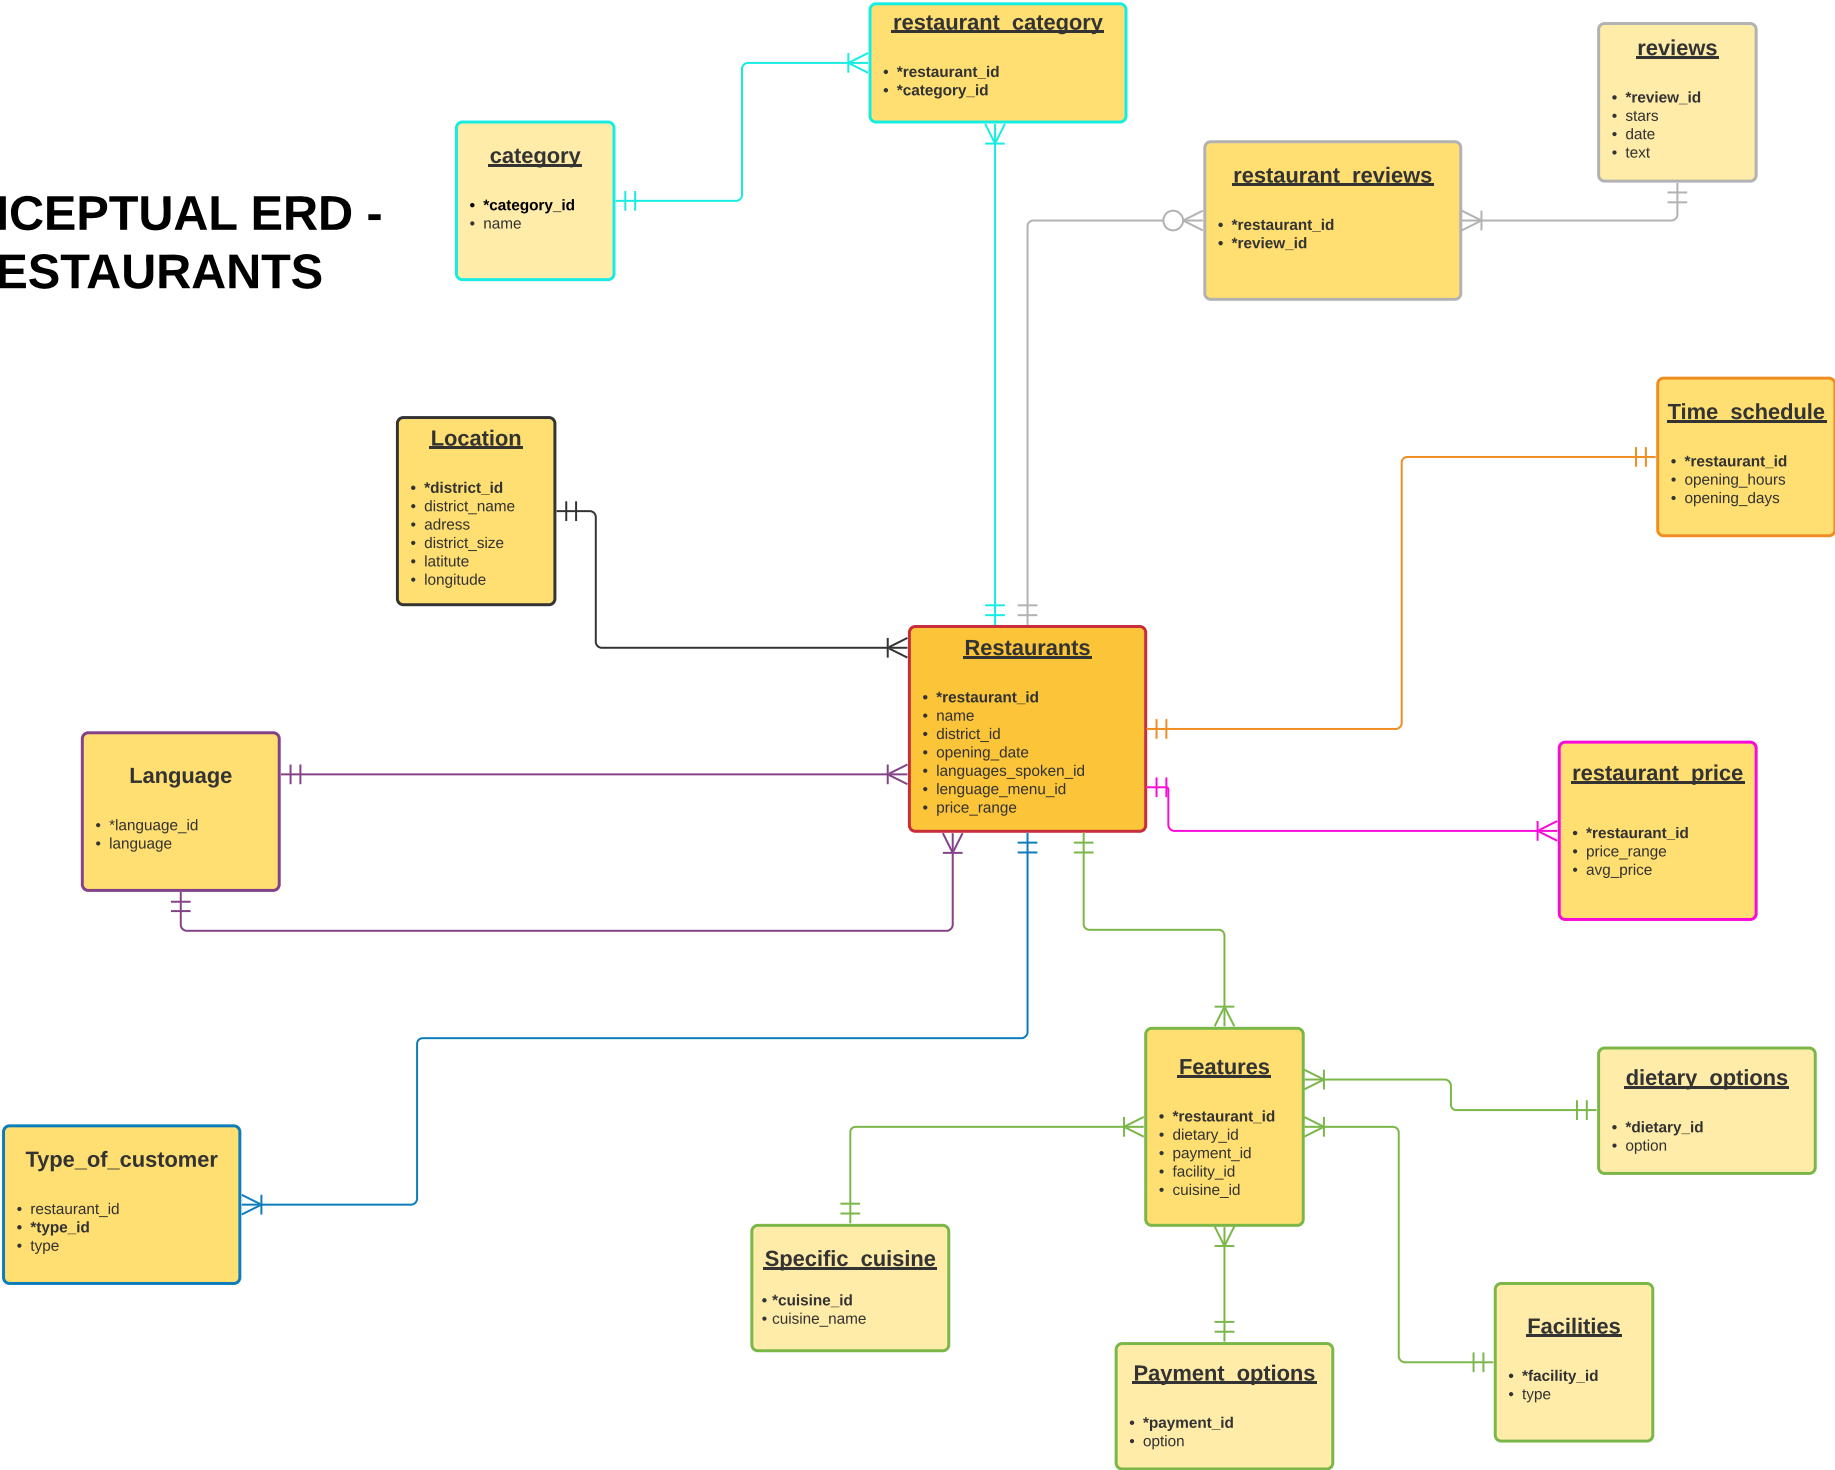 ICEPTUAL ERD -
ESTAURANTS
restaurant_category
• *restaurant_id
• *category_id
category
• *category_id
• name
reviews
• *review_id
• stars
• date
• text
restaurant_reviews
• *restaurant_id
• *review_id
Location
• *district_id
• district_name
• adress
• district_size
• latitute
• longitude
Time_schedule
• *restaurant_id
• opening_hours
• opening_days
Restaurants
• *restaurant_id
• name
• district_id
• opening_date
• languages_spoken_id
• lenguage_menu_id
• price_range
Language
• *language_id
• language
restaurant_price
• *restaurant_id
• price_range
• avg_price
Features
• *restaurant_id
• dietary_id
• payment_id
• facility_id
• cuisine_id
dietary_options
• *dietary_id
• option
Type_of_customer
• restaurant_id
• *type_id
• type
Specific_cuisine
• *cuisine_id
• cuisine_name
Facilities
• *facility_id
• type
Payment_options
• *payment_id
• option